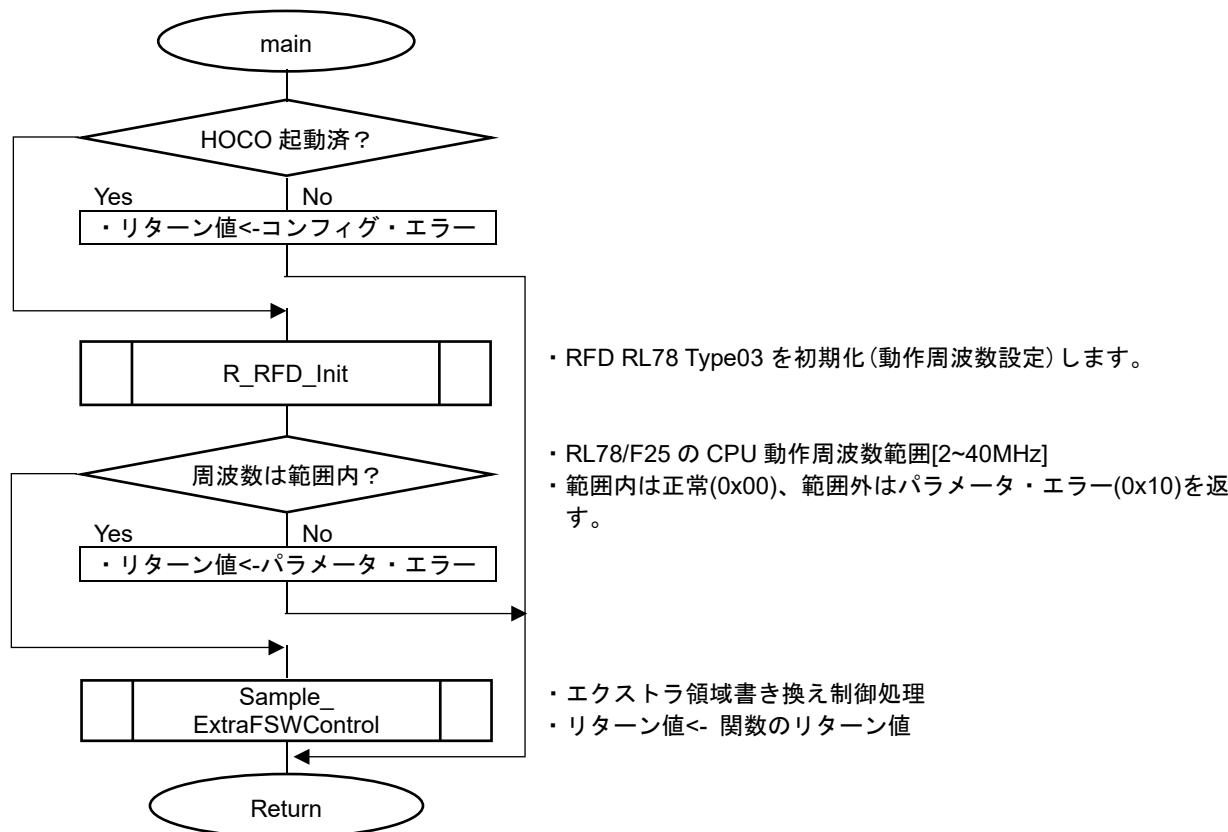 main
HOCO 起動済？
Yes
No
・リターン値<-コンフィグ・エラー
R_RFD_Init
・RFD RL78 Type03 を初期化（動作周波数設定）します。
周波数は範囲内？
・RL78/F25 の CPU 動作周波数範囲[2~40MHz]
・範囲内は正常(0x00)、範囲外はパラメータ・エラー(0x10)を返
す。
Yes
No
・リターン値<-パラメータ・エラー
Sample_
ExtraFSWControl
・エクストラ領域書き換え制御処理
・リターン値<- 関数のリターン値
Return